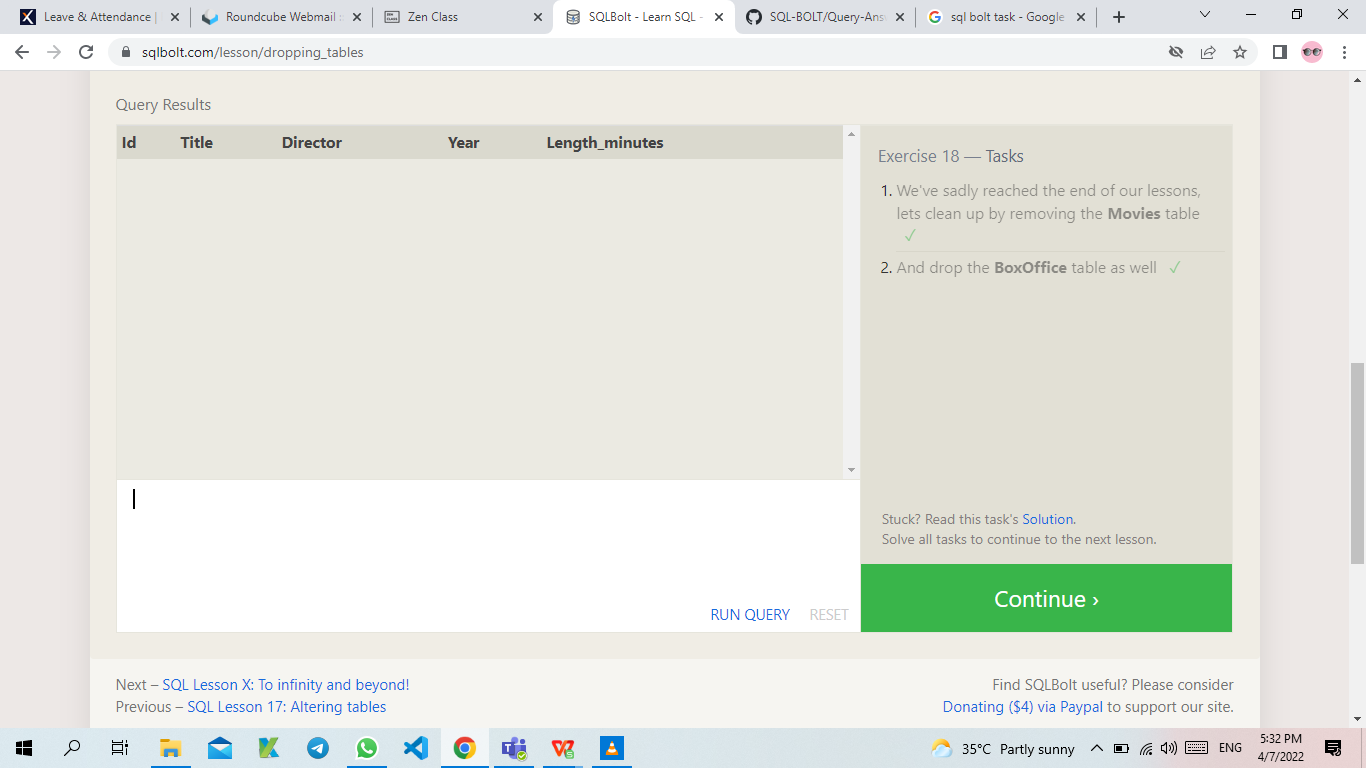 Leave & Attendance |
Roundcube Webmail
Zen Class
SQLBolt - Learn SQL -
SQL-BOLT/Query-Ans
sql bolt task - Google
sqlbolt.com/lesson/dropping_tables
Query Results
Id Title Director Year Length_minutes
Exercise 18 — Tasks
1. We've sadly reached the end of our lessons,
lets clean up by removing the Movies table
✓
2. And drop the BoxOffice table as well ✓
Stuck? Read this task's Solution.
Solve all tasks to continue to the next lesson.
RUN QUERY RESET
Continue ›
Next – SQL Lesson X: To infinity and beyond!
Previous – SQL Lesson 17: Altering tables
Find SQLBolt useful? Please consider
Donating ($4) via Paypal to support our site.
35°C Partly sunny
ENG
5:32 PM
4/7/2022